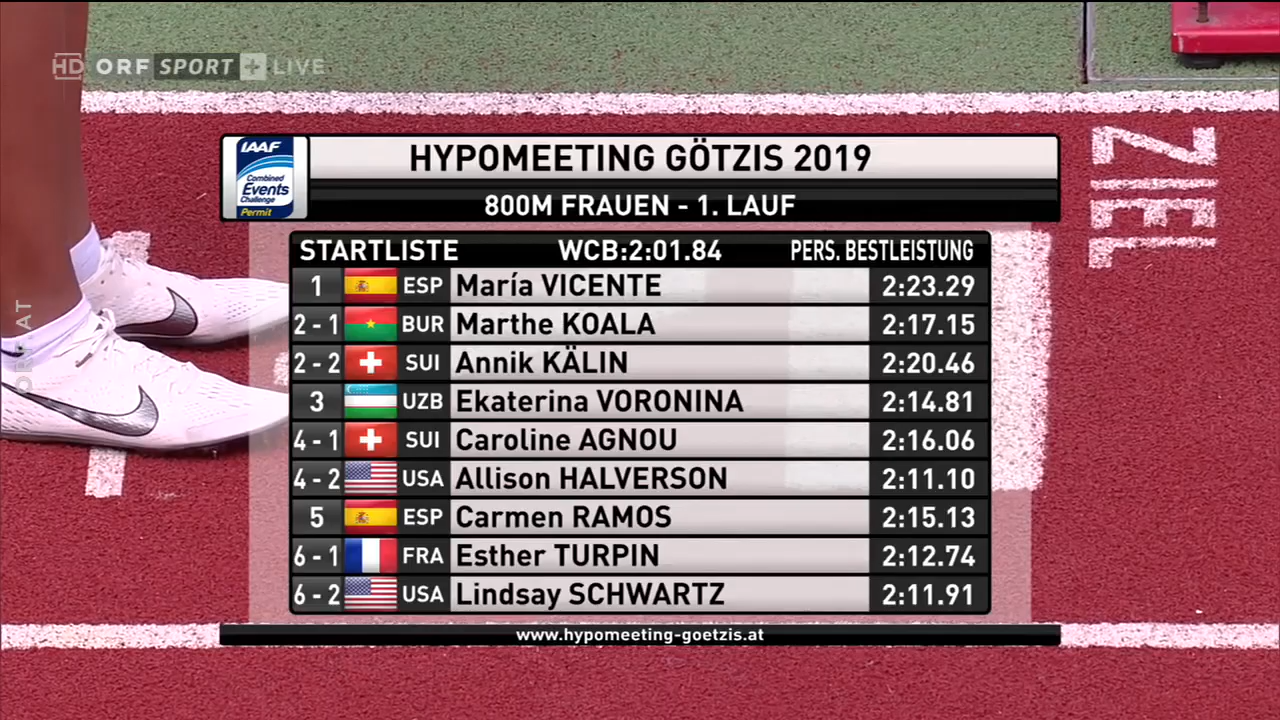 HD ORF SPORT + LIVE
IAAF
Combined
Events
Challenge
Permit
HYPOMEETING GÖTZIS 2019
800M FRAUEN - 1. LAUF
ZIEL
STARTLISTE WCB:2:01.84 PERS. BESTLEISTUNG
1 ESP María VICENTE 2:23.29
2 - 1 BUR Marthe KOALA 2:17.15
2 - 2 SUI Annik KÄLIN 2:20.46
3 UZB Ekaterina VORONINA 2:14.81
4 - 1 SUI Caroline AGNOU 2:16.06
4 - 2 USA Allison HALVERSON 2:11.10
5 ESP Carmen RAMOS 2:15.13
6 - 1 FRA Esther TURPIN 2:12.74
6 - 2 USA Lindsay SCHWARTZ 2:11.91
www.hypomeeting-goetzis.at
ORF.AT